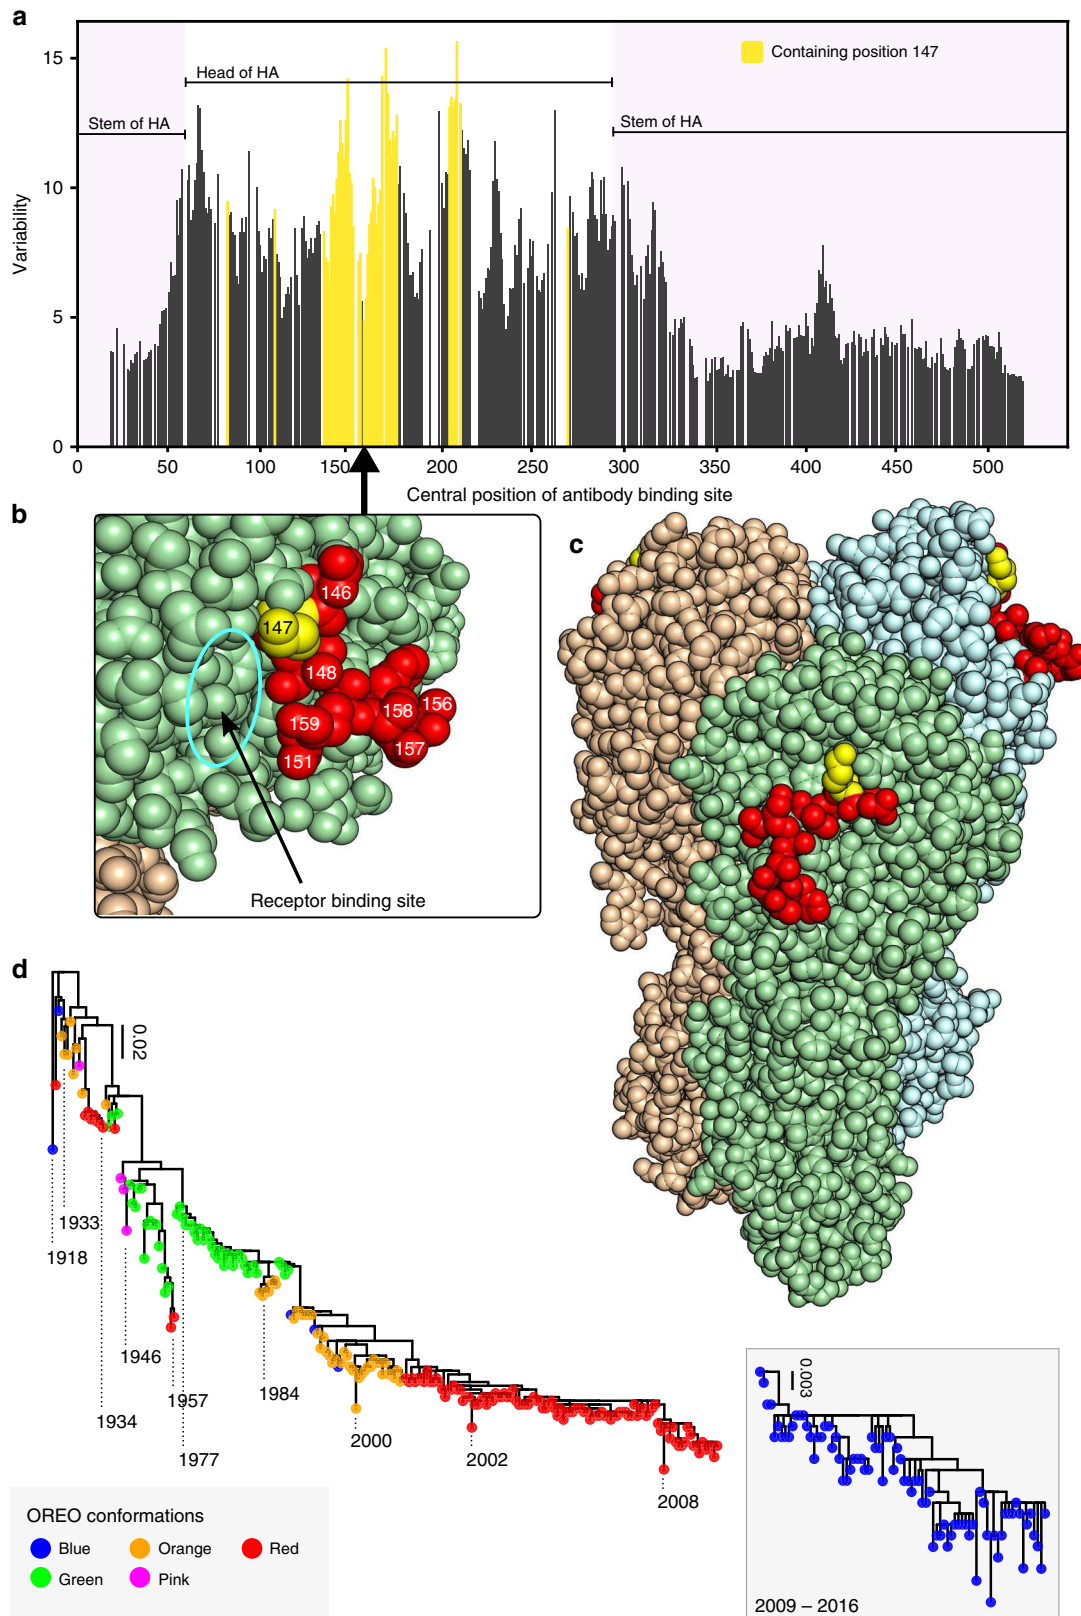 a
15
10
5
0
Variability
Containing position 147
Head of HA
Stem of HA
Stem of HA
0
50
100
150
200
250
300
350
400
450
500
Central position of antibody binding site
b
146
147
148
159
158
156
151
157
Receptor binding site
c
d
0.02
1933
1918
1946
1957
1934
1977
1984
2000
2002
2008
OREO conformations
Blue
Orange
Red
Green
Pink
0.003
2009 – 2016